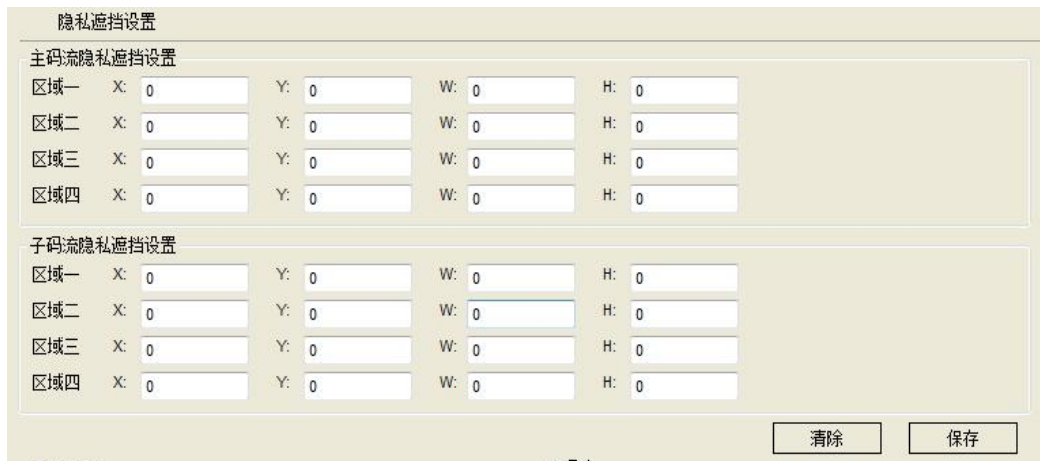 隐私遮挡设置
主码流隐私遮挡设置
区域一 X: 0 Y: 0 W: 0 H: 0
区域二 X: 0 Y: 0 W: 0 H: 0
区域三 X: 0 Y: 0 W: 0 H: 0
区域四 X: 0 Y: 0 W: 0 H: 0
子码流隐私遮挡设置
区域一 X: 0 Y: 0 W: 0 H: 0
区域二 X: 0 Y: 0 W: 0 H: 0
区域三 X: 0 Y: 0 W: 0 H: 0
区域四 X: 0 Y: 0 W: 0 H: 0
清除 保存